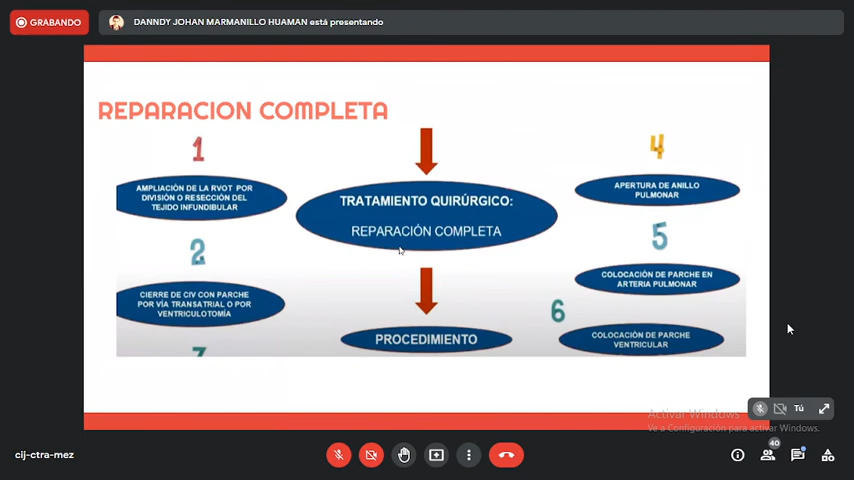 GRABANDO
DANNDY JOHAN MARMANILLO HUAMAN está presentando
REPARACION COMPLETA
1
AMPLIACIÓN DE LA RVOT POR
DIVISIÓN O RESECCIÓN DEL
TEJIDO INFUNDIBULAR
2
CIERRE DE CIV CON PARCHE
POR VÍA TRANSATRIAL O POR
VENTRICULOTOMÍA
TRATAMIENTO QUIRÚRGICO:
REPARACIÓN COMPLETA
PROCEDIMIENTO
4
APERTURA DE ANILLO
PULMONAR
5
COLOCACIÓN DE PARCHE EN
ARTERIA PULMONAR
6
COLOCACIÓN DE PARCHE
VENTRICULAR
Tú
Activar Windows
Ve a Configuración para activar Windows.
cij-ctra-mez
40